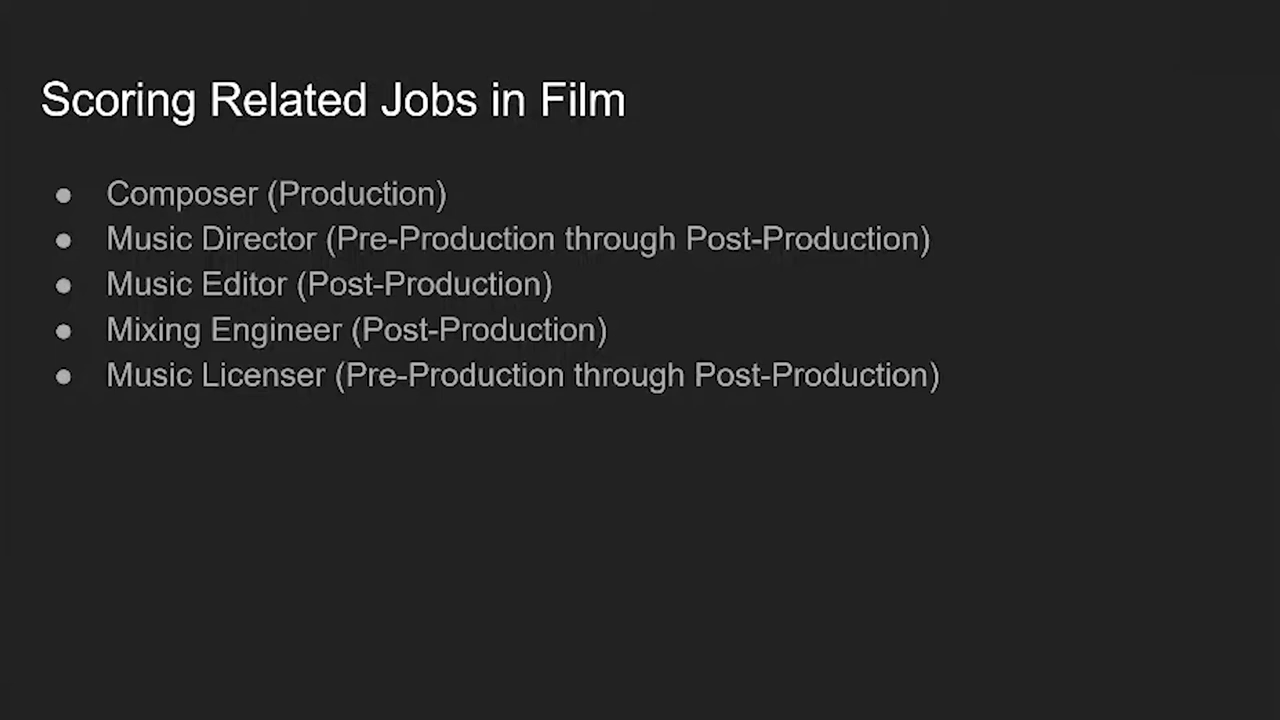 Scoring Related Jobs in Film
● Composer (Production)
● Music Director (Pre-Production through Post-Production)
● Music Editor (Post-Production)
● Mixing Engineer (Post-Production)
● Music Licenser (Pre-Production through Post-Production)